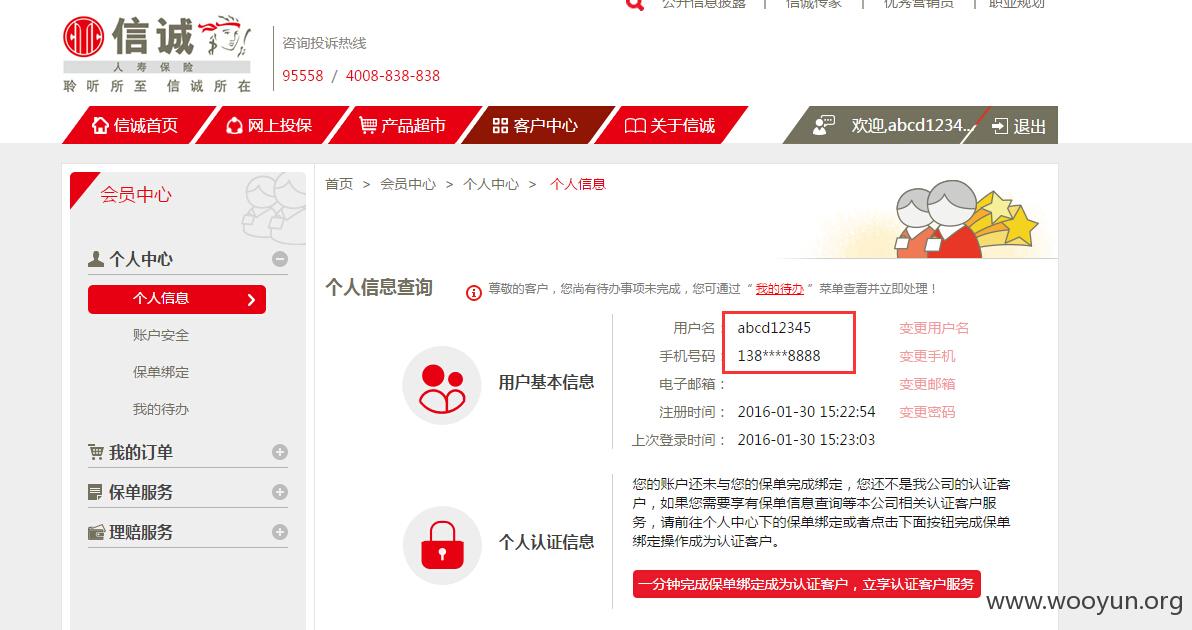 公开信息披露 | 信诚传家 | 优秀营销员 | 职业规划
信诚
人寿保险
聆听所至 信诚所在
咨询投诉热线
95558 / 4008-838-838
信诚首页 网上投保 产品超市 客户中心 关于信诚 欢迎,abcd1234... 退出
会员中心
个人中心
个人信息
账户安全
保单绑定
我的待办
我的订单
保单服务
理赔服务
首页 > 会员中心 > 个人中心 > 个人信息
个人信息查询
尊敬的客户，您尚有待办事项未完成，您可通过“我的待办”菜单查看并立即处理！
用户基本信息
用户名： abcd12345 变更用户名
手机号码： 138****8888 变更手机
电子邮箱： 变更邮箱
注册时间： 2016-01-30 15:22:54 变更密码
上次登录时间： 2016-01-30 15:23:03
个人认证信息
您的账户还未与您的保单完成绑定，您还不是我公司的认证客
户，如果您需要享有保单信息查询等本公司相关认证客户服
务，请前往个人中心下的保单绑定或者点击下面按钮完成保单
绑定操作成为认证客户。
一分钟完成保单绑定成为认证客户，立享认证客户服务
www.wooyun.org